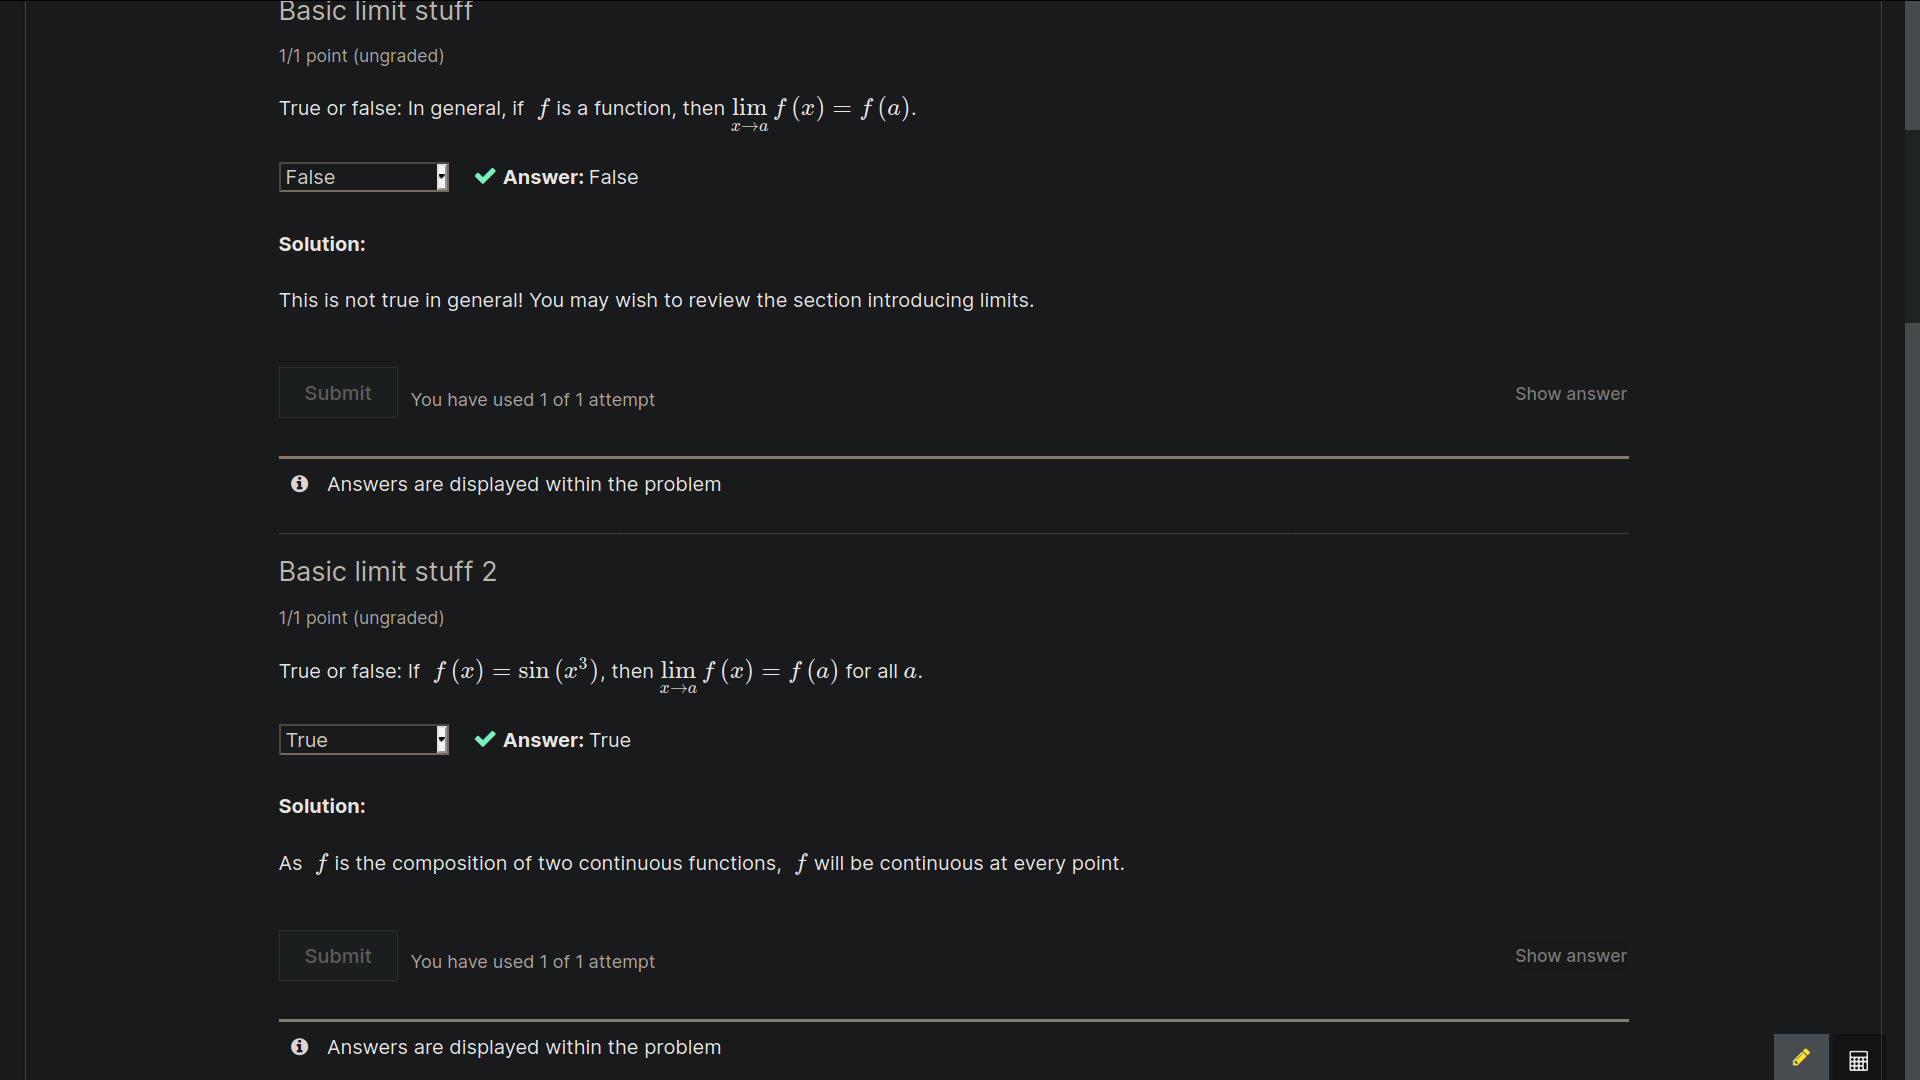 Basic limit stuff
1/1 point (ungraded)
True or false: In general, if f is a function, then lim x→a f (x) = f (a).
False ✔ Answer: False
Solution:
This is not true in general! You may wish to review the section introducing limits.
Submit You have used 1 of 1 attempt Show answer
Answers are displayed within the problem
Basic limit stuff 2
1/1 point (ungraded)
True or false: If f (x) = sin (x³), then lim x→a f (x) = f (a) for all a.
True ✔ Answer: True
Solution:
As f is the composition of two continuous functions, f will be continuous at every point.
Submit You have used 1 of 1 attempt Show answer
Answers are displayed within the problem